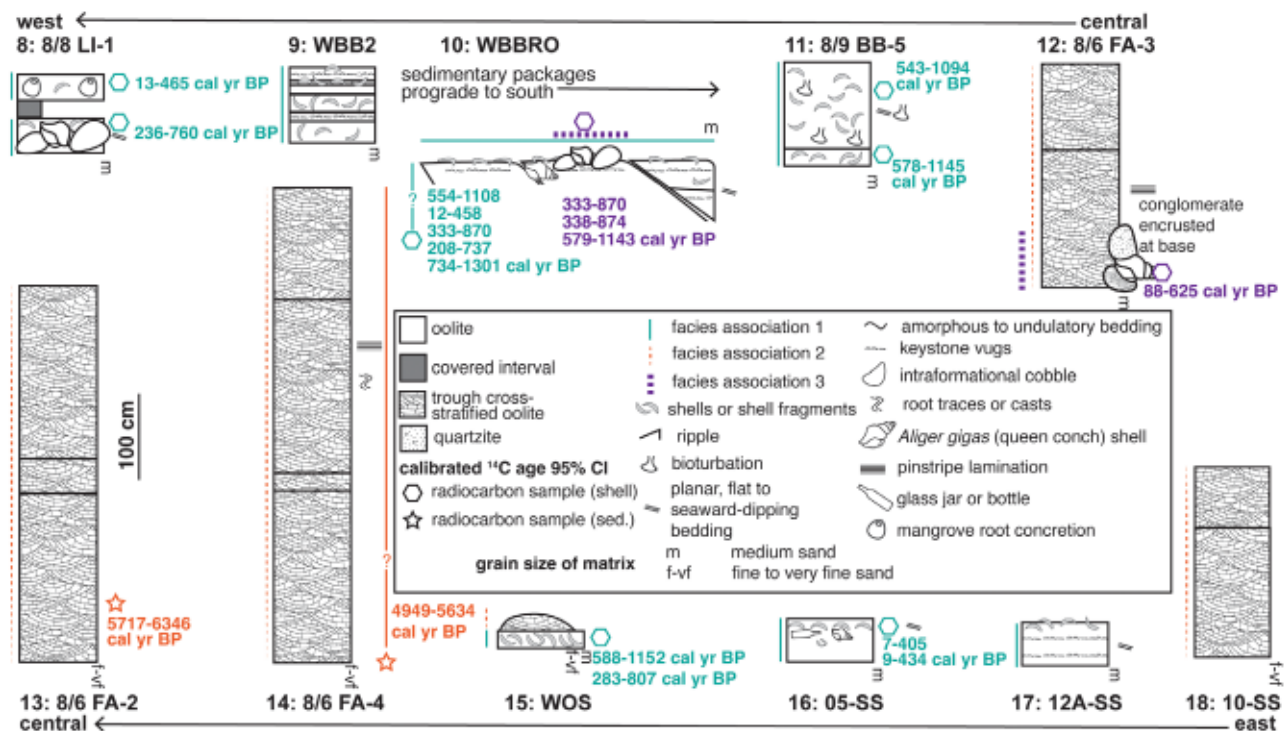 west
central
8: 8/8 LI-1
9: WBB2
10: WBBRO
11: 8/9 BB-5
12: 8/6 FA-3
13-465 cal yr BP
236-760 cal yr BP
m
m
sedimentary packages
prograde to south
m
?
554-1108
12-458
333-870
208-737
734-1301 cal yr BP
333-870
338-874
579-1143 cal yr BP
543-1094
cal yr BP
578-1145
cal yr BP
m
conglomerate
encrusted
at base
88-625 cal yr BP
m
100 cm
oolite
covered interval
trough cross-
stratified oolite
quartzite
calibrated ¹⁴C age 95% CI
radiocarbon sample (shell)
radiocarbon sample (sed.)
facies association 1
facies association 2
facies association 3
shells or shell fragments
ripple
bioturbation
planar, flat to
seaward-dipping
bedding
amorphous to undulatory bedding
keystone vugs
intraformational cobble
root traces or casts
Aliger gigas (queen conch) shell
pinstripe lamination
glass jar or bottle
mangrove root concretion
grain size of matrix
m medium sand
f-vf fine to very fine sand
5717-6346
cal yr BP
f-vf
?
4949-5634
cal yr BP
f-vf
m
f-vf
588-1152 cal yr BP
283-807 cal yr BP
7-405
9-434 cal yr BP
m
m
f-vf
13: 8/6 FA-2
14: 8/6 FA-4
15: WOS
16: 05-SS
17: 12A-SS
18: 10-SS
central
east